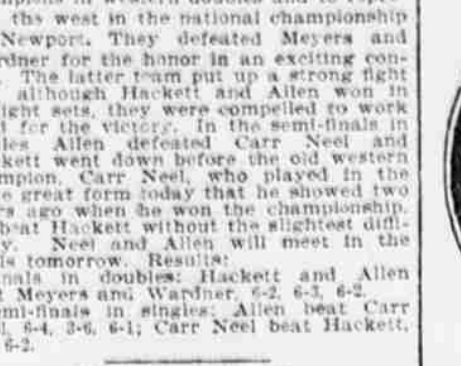 ths west in the national championship
Newport. They defeated Meyers and
rdner for the honor in an exciting con-
. The latter team put up a strong fight
although Hackett and Allen won in
ight sets, they were compelled to work
d for the victory. In the semi-finals in
les Allen defeated Carr Neel and
kett went down before the old western
mpion, Carr Neel, who played in the
e great form today that he showed two
rs ago when he won the championship.
beat Hackett without the slightest diffi-
y. Neel and Allen will meet in the
ls tomorrow. Results:
nals in doubles: Hackett and Allen
t Meyers and Wardner, 6-2, 6-3, 6-2.
emi-finals in singles: Allen beat Carr
l, 6-4, 3-6, 6-1; Carr Neel beat Hackett,
6-2.